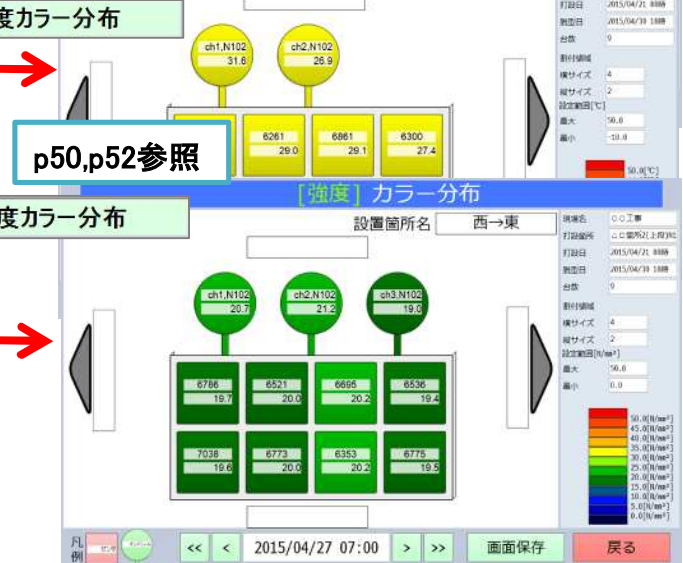 度カラー分布
ch1,N102
31.6
ch2,N102
26.9
打設日 2015/04/21
脱型日 2015/04/30
台数 9
割付領域
横サイズ 4
縦サイズ 2
設定範囲[℃]
最大 50.0
最小 -10.0
50.0[℃]
6261
29.0
6861
29.1
6300
27.4
p50,p52参照
[強度] カラー分布
度カラー分布
設置箇所名 西→東
現場名 ○○工事
打設箇所
打設日 2015/04/21
脱型日 2015/04/30
台数 9
割付領域
横サイズ 4
縦サイズ 2
設定範囲[N/mm²]
最大 50.0
最小 0.0
ch1,N102
20.7
ch2,N102
21.2
ch3,N102
19.0
6786
19.7
6521
20.0
6695
20.2
6536
19.4
7038
19.6
6773
20.0
6353
20.2
6775
19.5
50.0[N/mm²]
45.0[N/mm²]
40.0[N/mm²]
35.0[N/mm²]
30.0[N/mm²]
25.0[N/mm²]
20.0[N/mm²]
15.0[N/mm²]
10.0[N/mm²]
5.0[N/mm²]
0.0[N/mm²]
凡例
<< < 2015/04/27 07:00 > >> 画面保存 戻る